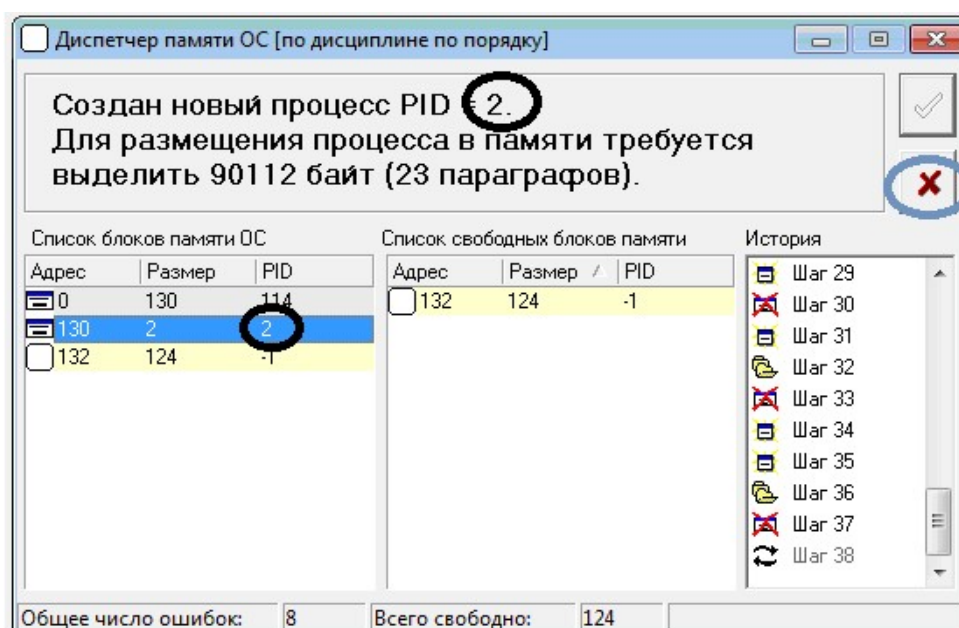 Диспетчер памяти ОС [по дисциплине по порядку]
Создан новый процесс PID = 2.
Для размещения процесса в памяти требуется
выделить 90112 байт (23 параграфов).
Список блоков памяти ОС
Адрес Размер PID
0 130 114
130 2 2
132 124 -1
Список свободных блоков памяти
Адрес Размер PID
132 124 -1
История
Шаг 29
Шаг 30
Шаг 31
Шаг 32
Шаг 33
Шаг 34
Шаг 35
Шаг 36
Шаг 37
Шаг 38
Общее число ошибок: 8 Всего свободно: 124